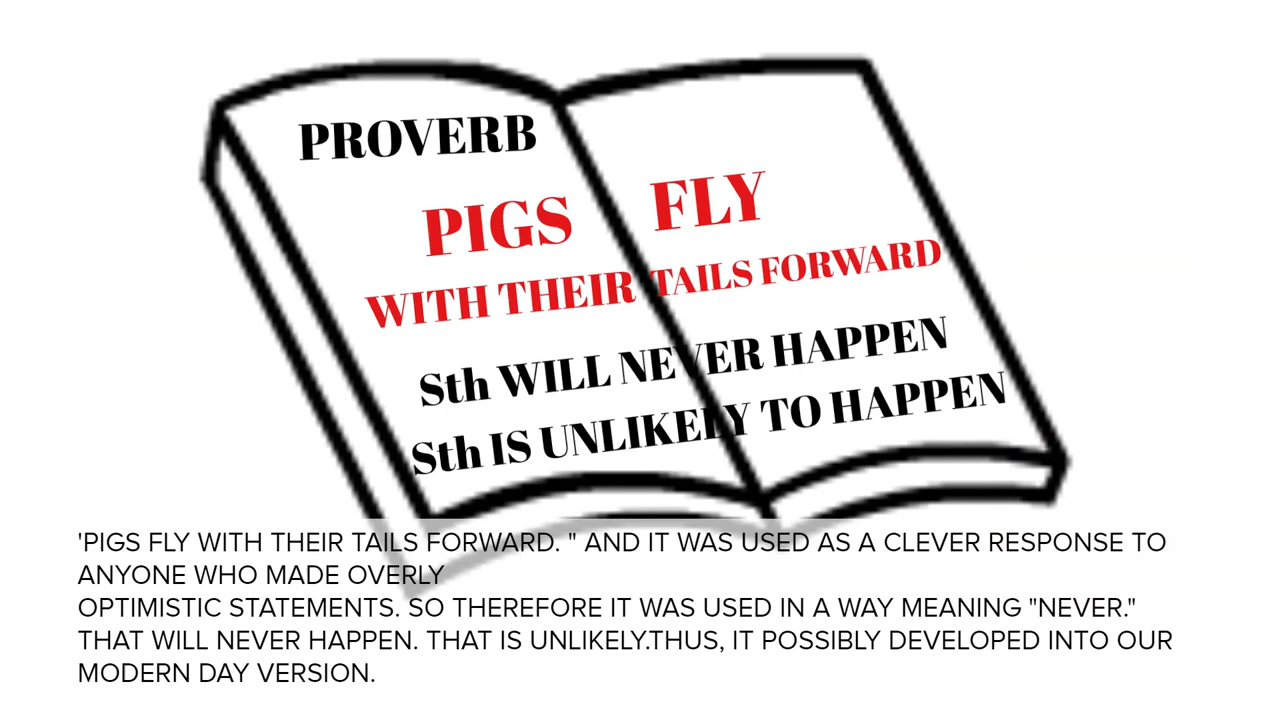 PROVERB
PIGS FLY
WITH THEIR TAILS FORWARD
Sth WILL NEVER HAPPEN
Sth IS UNLIKELY TO HAPPEN
'PIGS FLY WITH THEIR TAILS FORWARD. " AND IT WAS USED AS A CLEVER RESPONSE TO
ANYONE WHO MADE OVERLY
OPTIMISTIC STATEMENTS. SO THEREFORE IT WAS USED IN A WAY MEANING "NEVER."
THAT WILL NEVER HAPPEN. THAT IS UNLIKELY.THUS, IT POSSIBLY DEVELOPED INTO OUR
MODERN DAY VERSION.